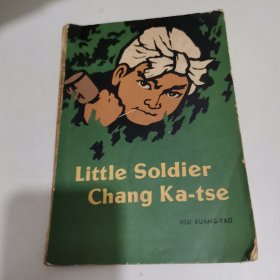 Little Soldier
Chang Ka-tse
HSU KUANG-YAO